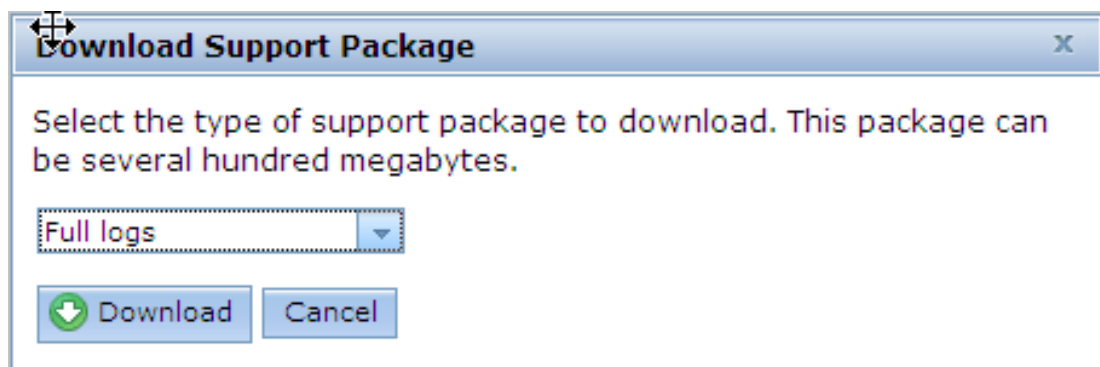 Download Support Package
x
Select the type of support package to download. This package can
be several hundred megabytes.
Full logs
Download Cancel